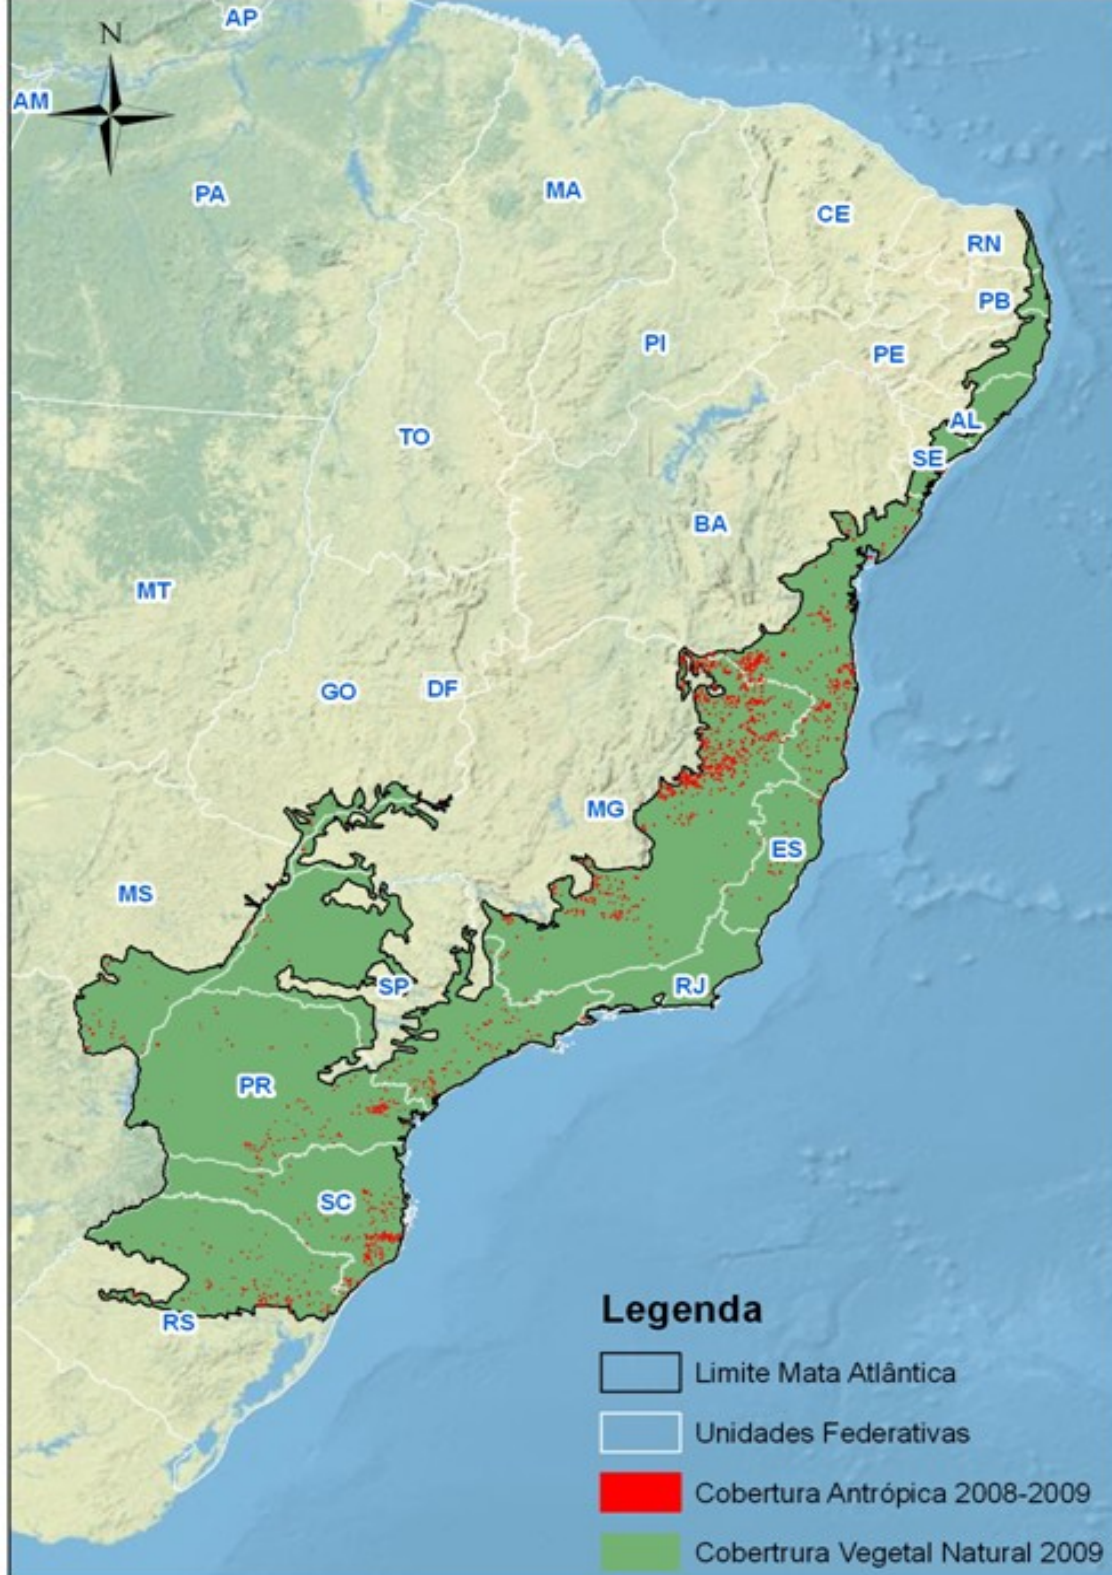 AP
N
AM
PA
MA
CE
RN
PB
PI
PE
TO
AL
SE
BA
MT
GO
DF
MG
ES
MS
SP
RJ
PR
SC
RS
Legenda
Limite Mata Atlântica
Unidades Federativas
Cobertura Antrópica 2008-2009
Cobertrura Vegetal Natural 2009